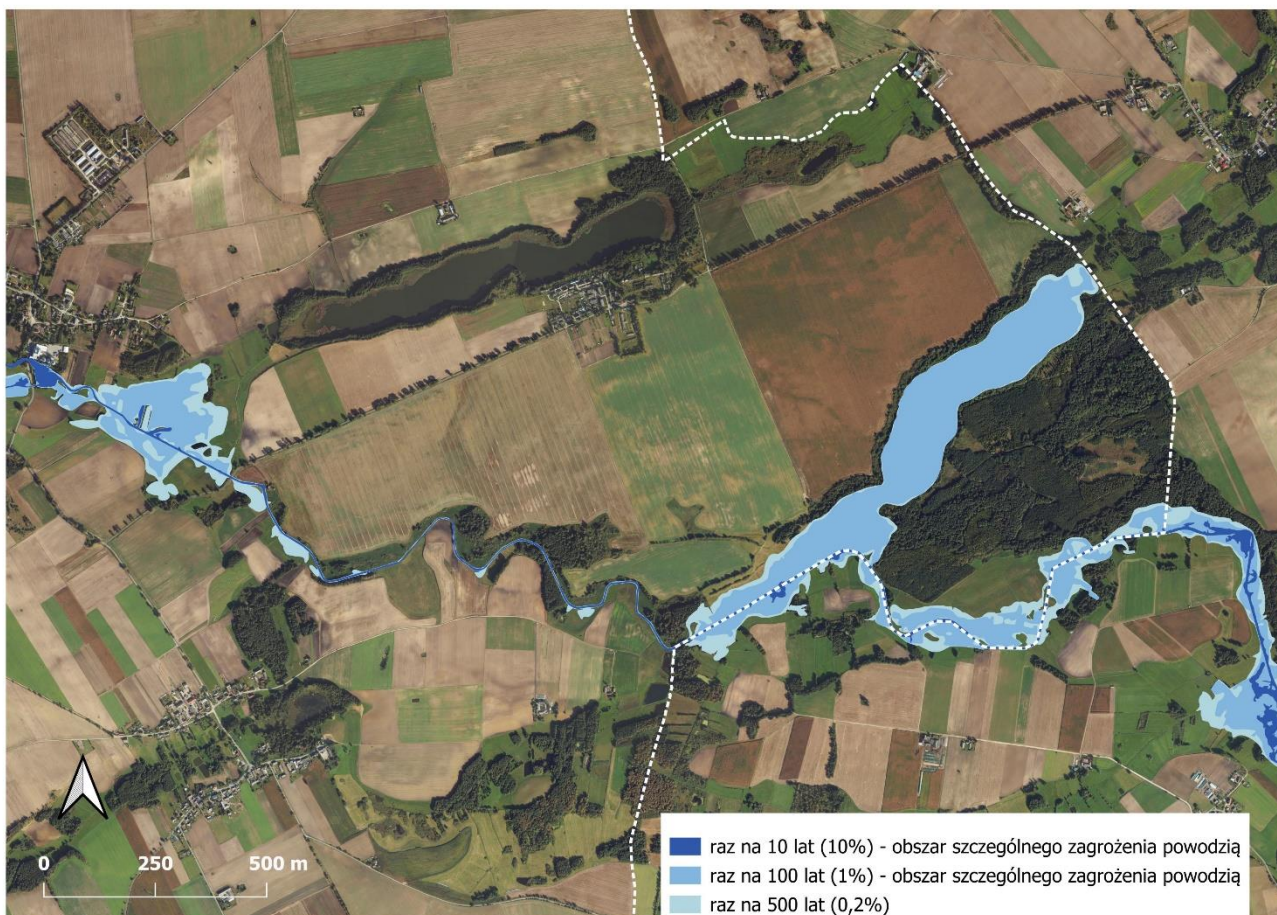 0 250 500 m
raz na 10 lat (10%) - obszar szczególnego zagrożenia powodzią
raz na 100 lat (1%) - obszar szczególnego zagrożenia powodzią
raz na 500 lat (0,2%)